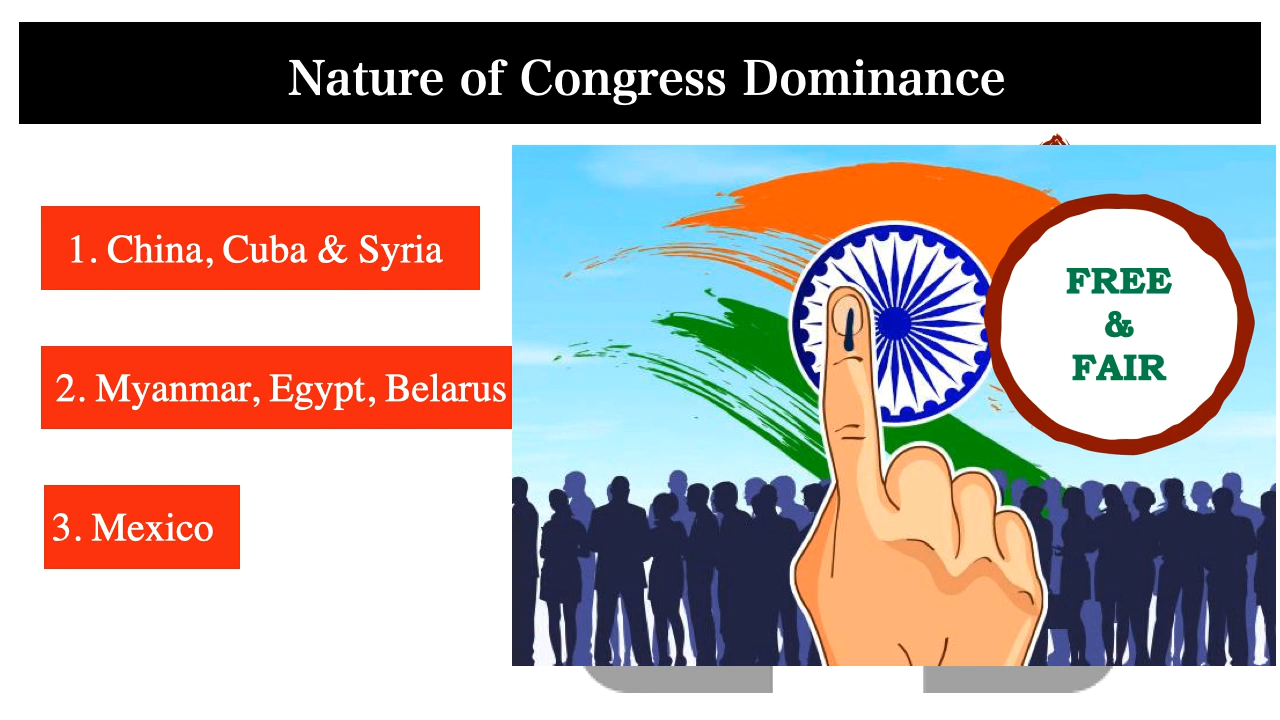 Nature of Congress Dominance
1. China, Cuba & Syria
2. Myanmar, Egypt, Belarus
3. Mexico
FREE
&
FAIR